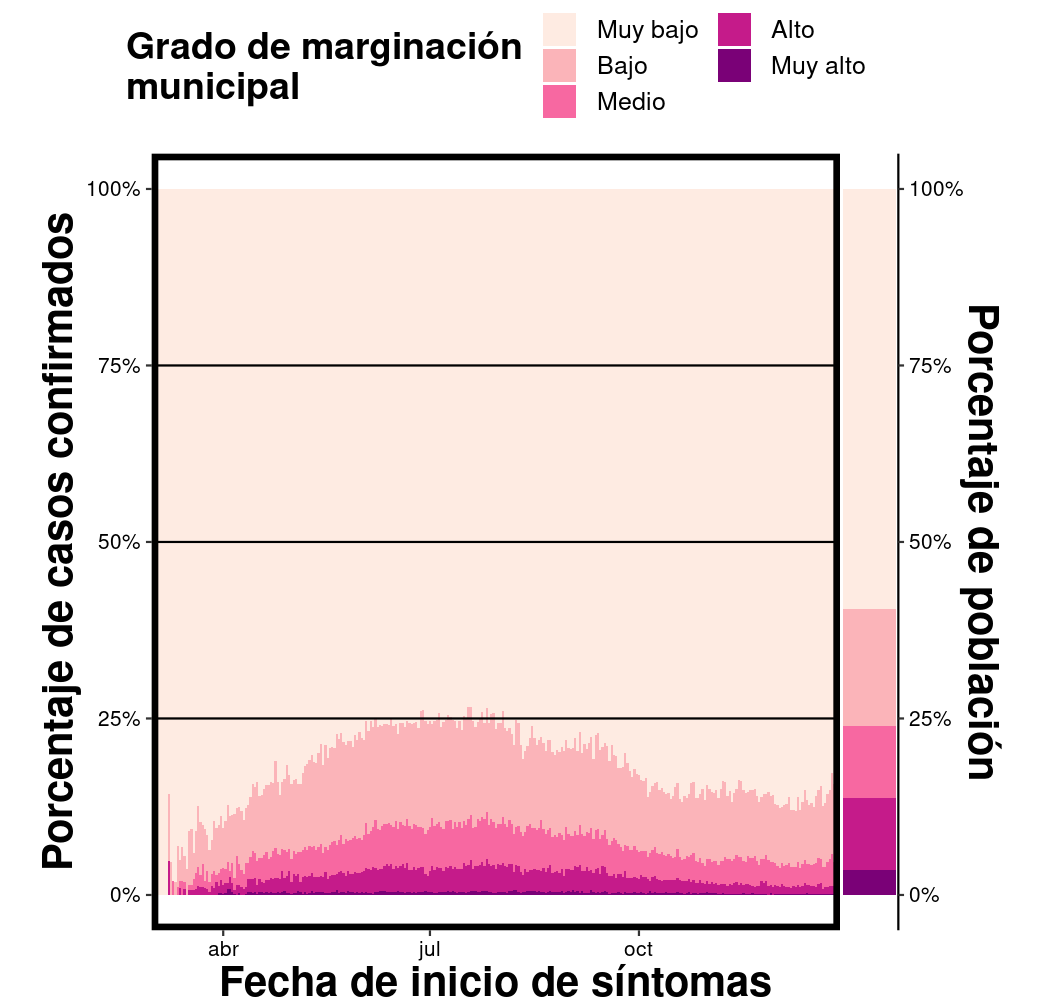 Grado de marginación
municipal
Muy bajo
Bajo
Medio
Alto
Muy alto
Porcentaje de casos confirmados
100%
75%
50%
25%
0%
100%
75%
50%
25%
0%
Porcentaje de población
abr
jul
oct
Fecha de inicio de síntomas